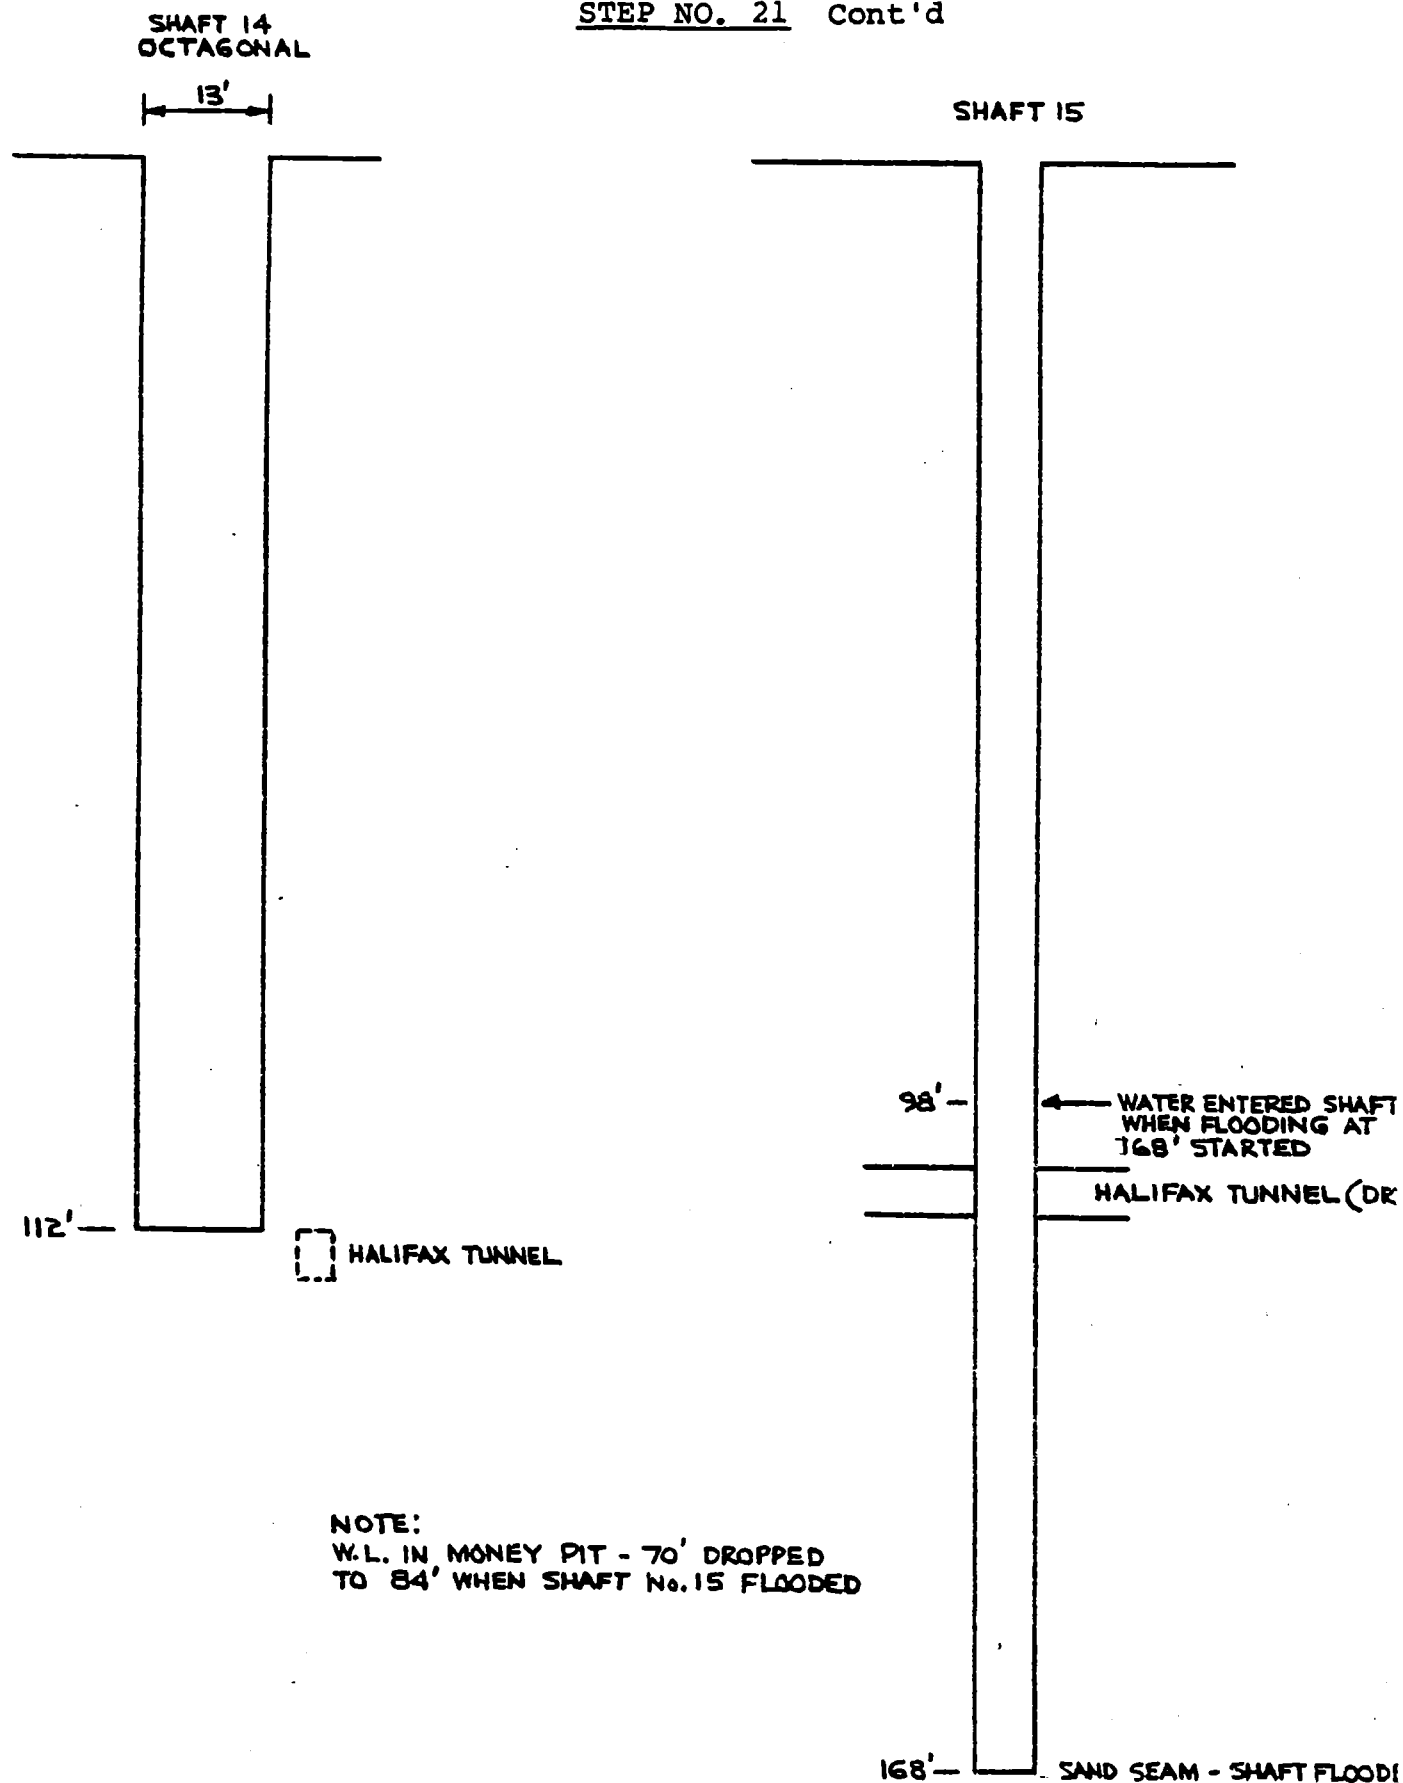 STEP NO. 21 Cont'd
SHAFT 14
OCTAGONAL
13'
SHAFT 15
98'
WATER ENTERED SHAFT
WHEN FLOODING AT
168' STARTED
HALIFAX TUNNEL
112'
HALIFAX TUNNEL
NOTE:
W.L. IN MONEY PIT - 70' DROPPED
TO 84' WHEN SHAFT No. 15 FLOODED
168'
SAND SEAM - SHAFT